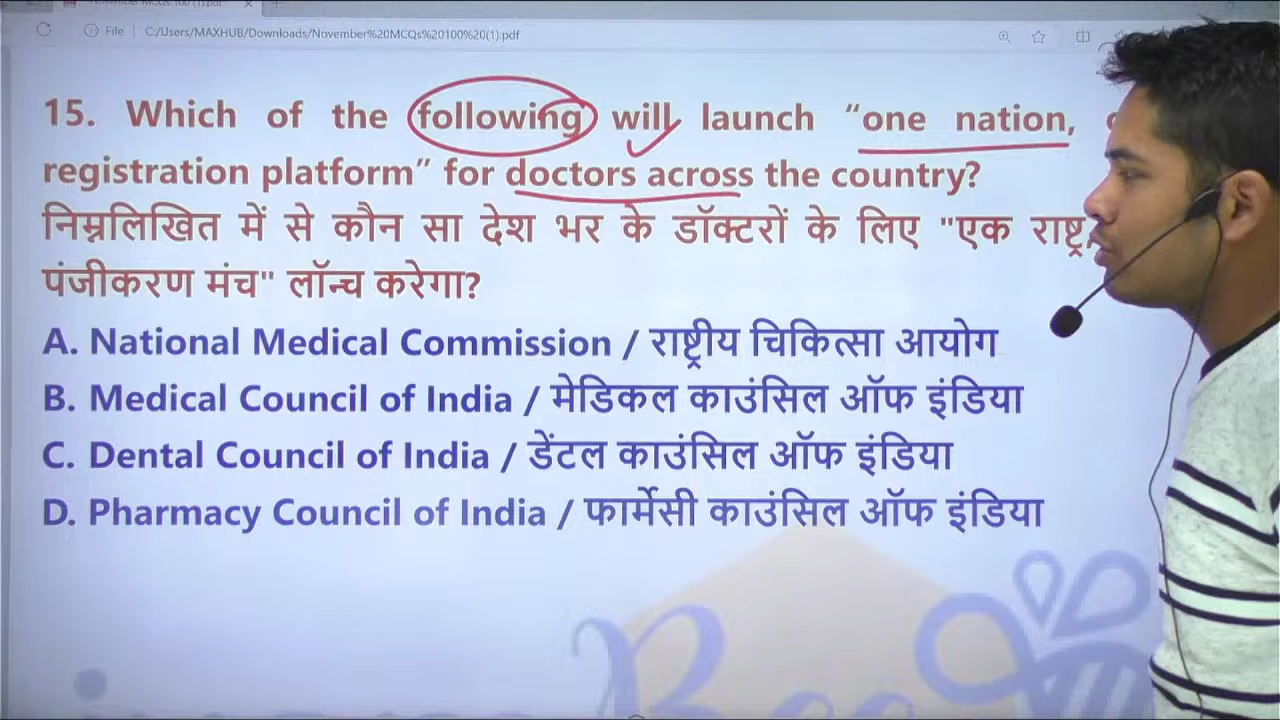 File
C:/Users/MAXHUB/Downloads/November%20MCQs%20100%20(1).pdf
15. Which of the following will launch “one nation,
registration platform” for doctors across the country?
निम्नलिखित में से कौन सा देश भर के डॉक्टरों के लिए "एक राष्ट्र,
पंजीकरण मंच" लॉन्च करेगा?
A. National Medical Commission / राष्ट्रीय चिकित्सा आयोग
B. Medical Council of India / मेडिकल काउंसिल ऑफ इंडिया
C. Dental Council of India / डेंटल काउंसिल ऑफ इंडिया
D. Pharmacy Council of India / फार्मेसी काउंसिल ऑफ इंडिया